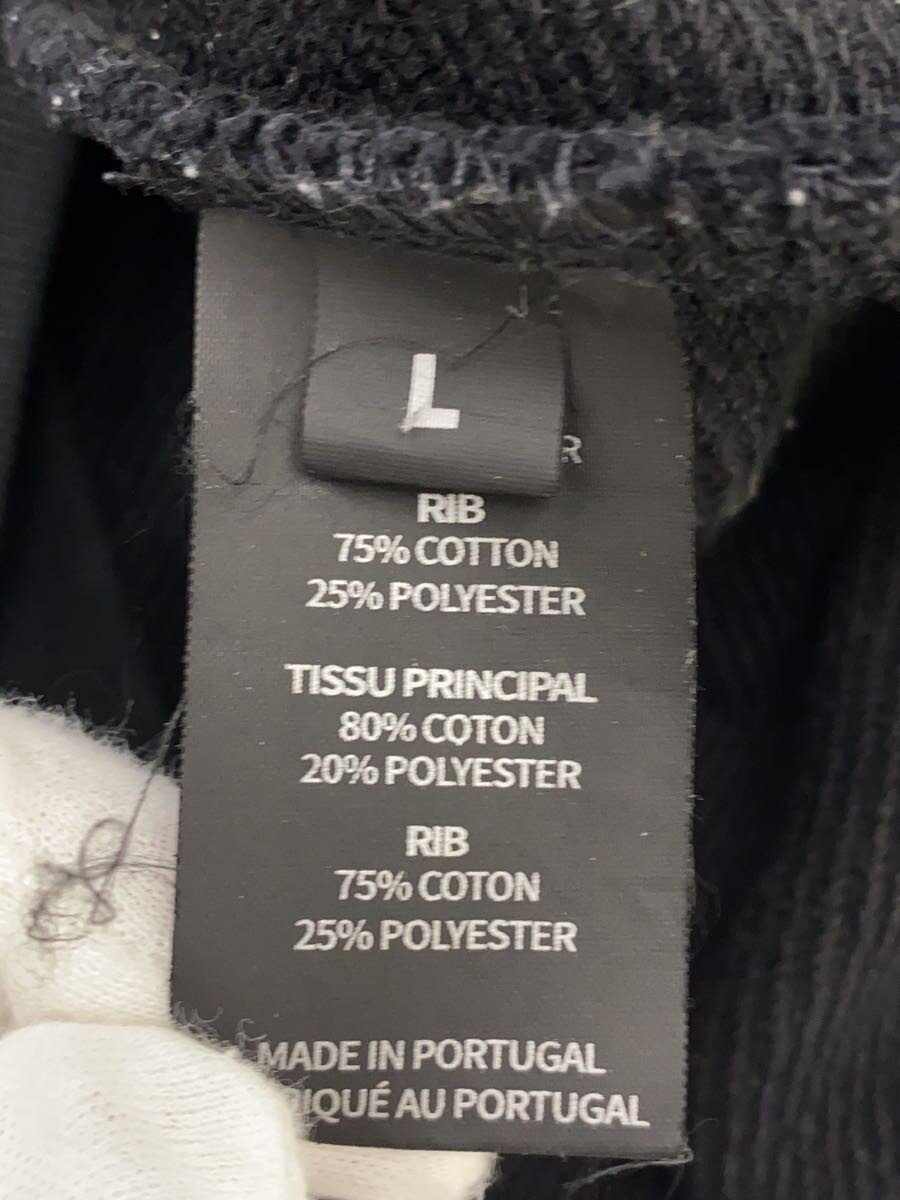 L
R
RIB
75% COTTON
25% POLYESTER
TISSU PRINCIPAL
80% COTON
20% POLYESTER
RIB
75% COTON
25% POLYESTER
MADE IN PORTUGAL
RIQUÉ AU PORTUGAL